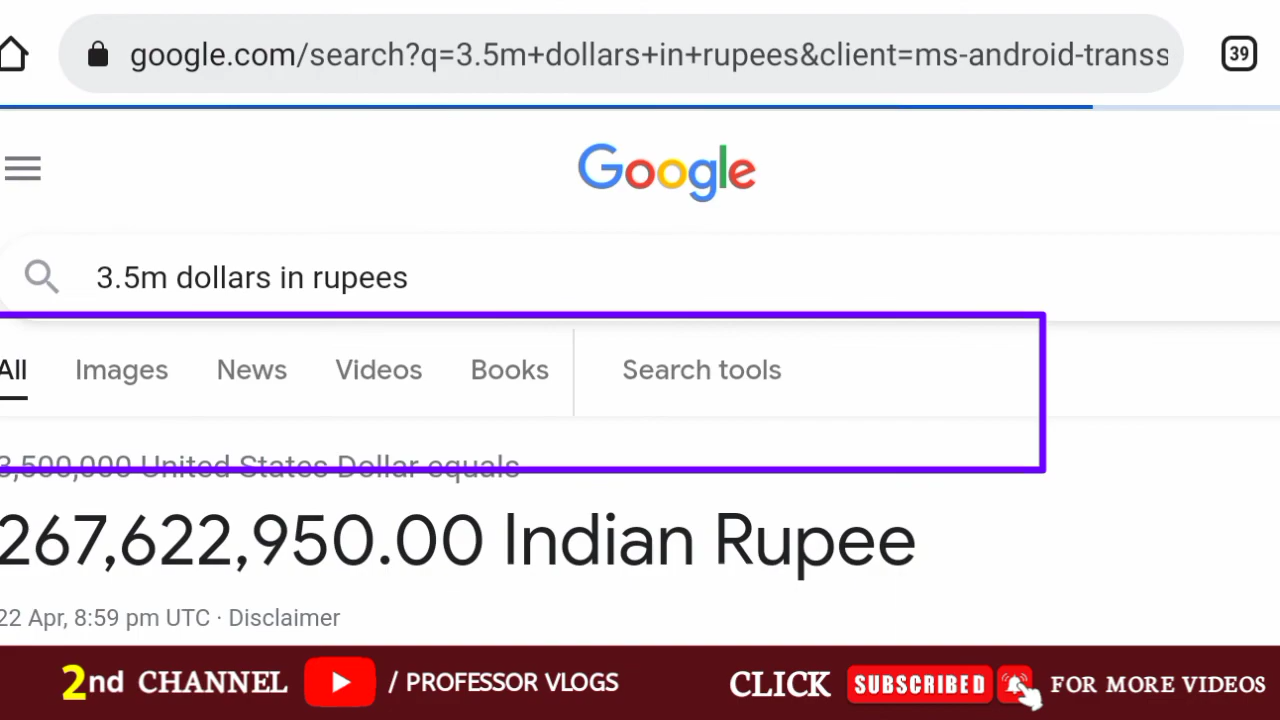 google.com/search?q=3.5m+dollars+in+rupees&client=ms-android-transs
39
Google
3.5m dollars in rupees
All Images News Videos Books Search tools
3,500,000 United States Dollar equals
267,622,950.00 Indian Rupee
22 Apr, 8:59 pm UTC · Disclaimer
2nd CHANNEL / PROFESSOR VLOGS CLICK SUBSCRIBED FOR MORE VIDEOS